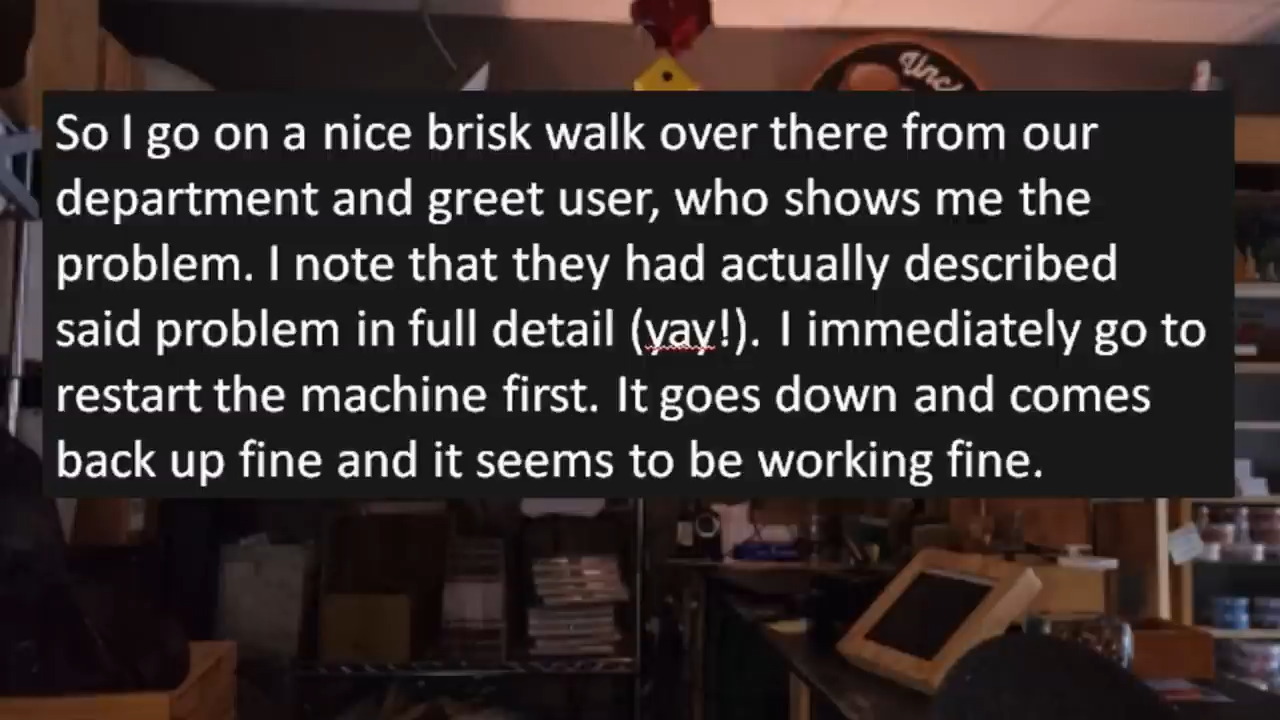 Unc
So I go on a nice brisk walk over there from our
department and greet user, who shows me the
problem. I note that they had actually described
said problem in full detail (yay!). I immediately go to
restart the machine first. It goes down and comes
back up fine and it seems to be working fine.